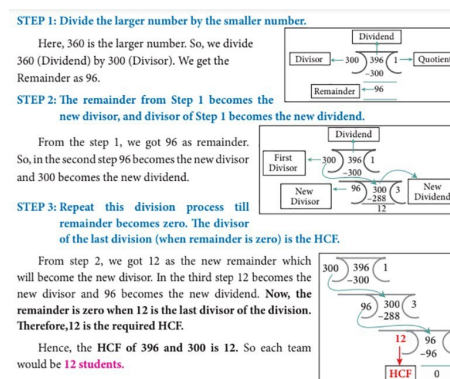 STEP 1: Divide the larger number by the smaller number.
Here, 360 is the larger number. So, we divide
360 (Dividend) by 300 (Divisor). We get the
Remainder as 96.
Dividend
Divisor 300 396 1 Quotient
-300
Remainder 96
STEP 2: The remainder from Step 1 becomes the
new divisor, and divisor of Step 1 becomes the new dividend.
From the step 1, we got 96 as remainder.
So, in the second step 96 becomes the new divisor
and 300 becomes the new dividend.
Dividend
First
Divisor
300 396 1
-300
New
Divisor
96 300 3
-288
12
New
Dividend
STEP 3: Repeat this division process till
remainder becomes zero. The divisor
of the last division (when remainder is zero) is the HCF.
From step 2, we got 12 as the new remainder which
will become the new divisor. In the third step 12 becomes the
new divisor and 96 becomes the new dividend. Now, the
remainder is zero when 12 is the last divisor of the division.
Therefore,12 is the required HCF.
Hence, the HCF of 396 and 300 is 12. So each team
would be 12 students.
300 396 1
-300
96 300 3
-288
12 96
-96
HCF 0